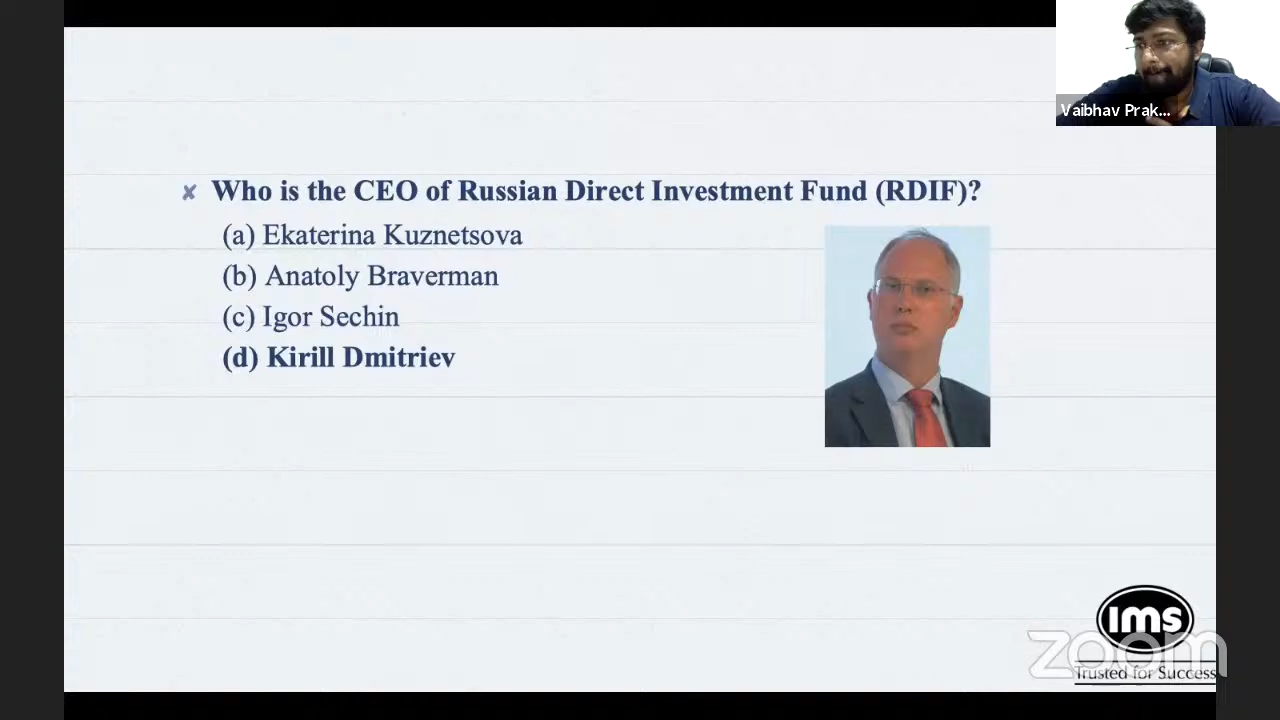 Vaibhav Prak...
✘ Who is the CEO of Russian Direct Investment Fund (RDIF)?
(a) Ekaterina Kuznetsova
(b) Anatoly Braverman
(c) Igor Sechin
(d) Kirill Dmitriev
ims
zoom
Trusted for Success